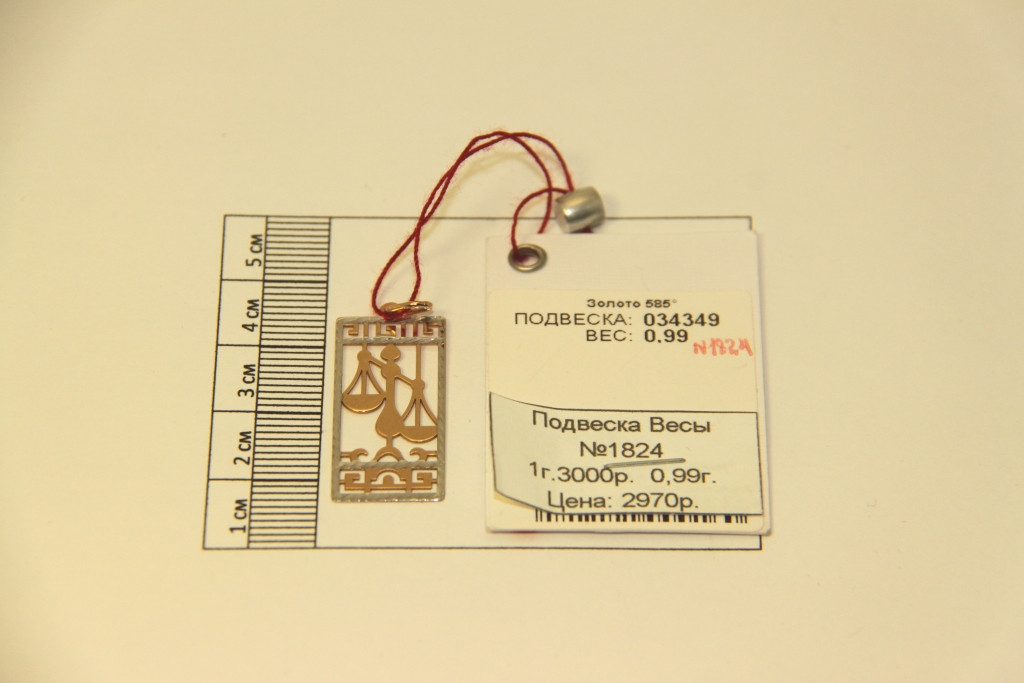 5 см
4 см
3 см
2 см
1 см
Золото 585°
ПОДВЕСКА: 034349
ВЕС: 0.99
N1824
Подвеска Весы
№1824
1г.3000р. 0,99г.
Цена: 2970р.